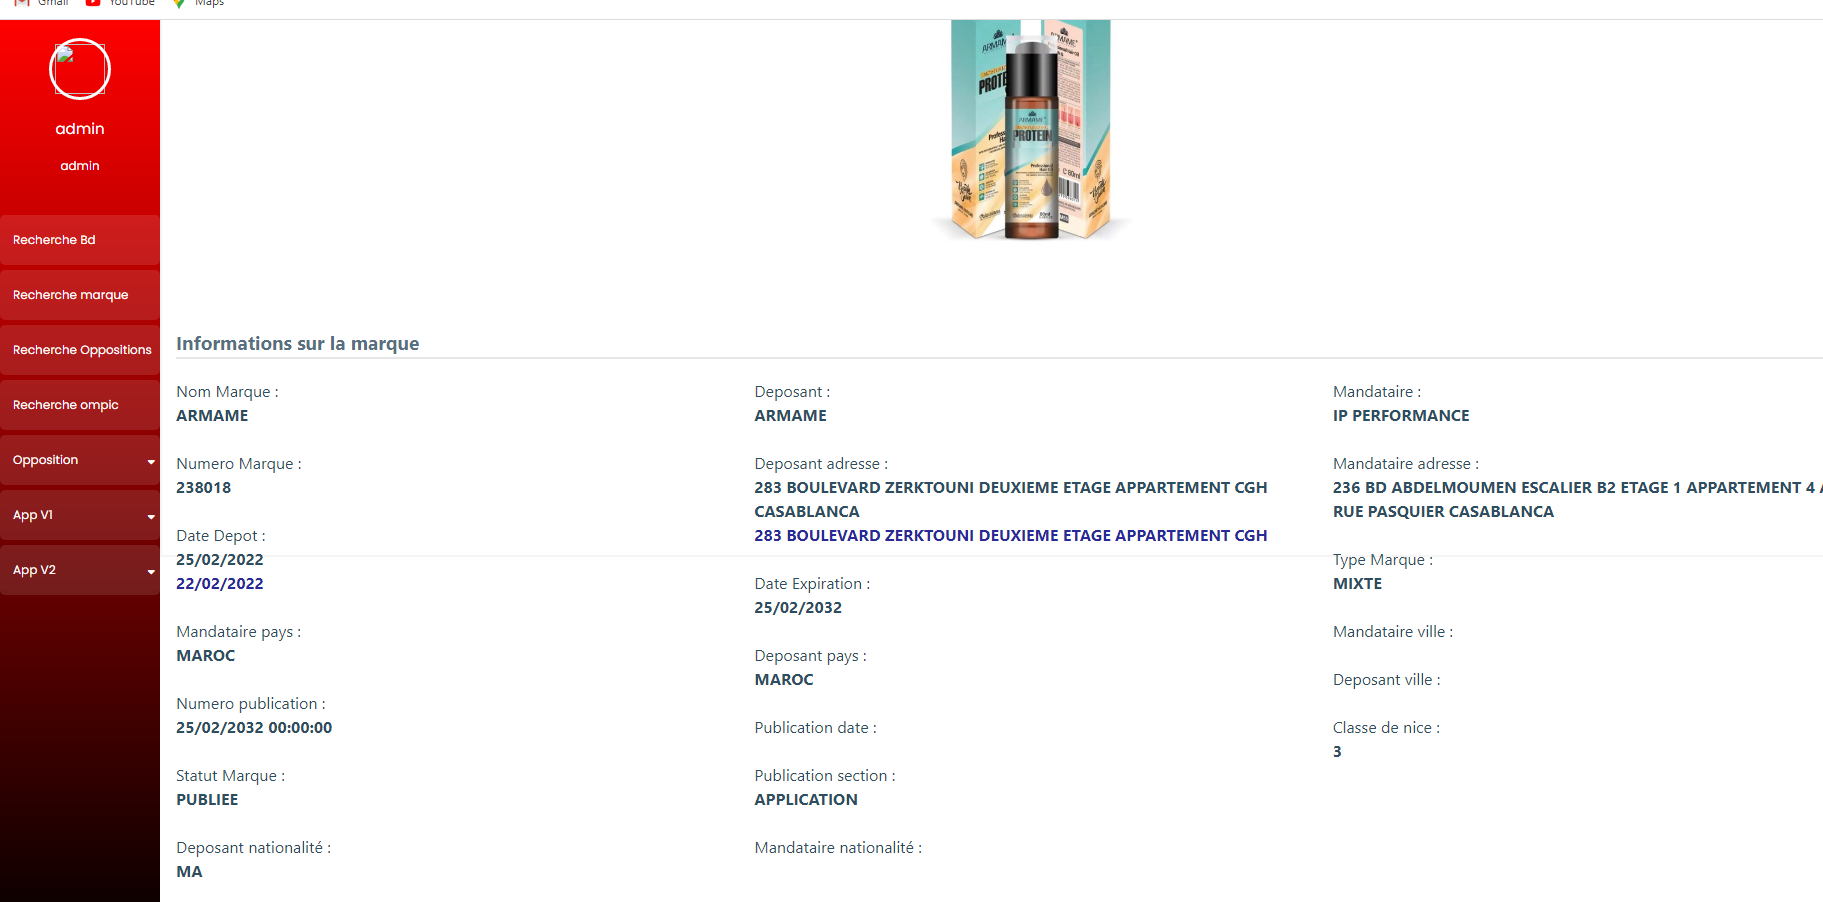 Gmail YouTube Maps
admin
admin
Recherche Bd
Recherche marque
Recherche Oppositions
Recherche ompic
Opposition
App V1
App V2
ARMAME
PROTEIN
Professional
80ml
Informations sur la marque
Nom Marque :
ARMAME
Deposant :
ARMAME
Mandataire :
IP PERFORMANCE
Numero Marque :
238018
Deposant adresse :
283 BOULEVARD ZERKTOUNI DEUXIEME ETAGE APPARTEMENT CGH
CASABLANCA
283 BOULEVARD ZERKTOUNI DEUXIEME ETAGE APPARTEMENT CGH
Mandataire adresse :
236 BD ABDELMOUMEN ESCALIER B2 ETAGE 1 APPARTEMENT 4
RUE PASQUIER CASABLANCA
Date Depot :
25/02/2022
22/02/2022
Date Expiration :
25/02/2032
Type Marque :
MIXTE
Mandataire pays :
MAROC
Deposant pays :
MAROC
Mandataire ville :
Deposant ville :
Numero publication :
25/02/2032 00:00:00
Publication date :
Classe de nice :
3
Statut Marque :
PUBLIEE
Publication section :
APPLICATION
Deposant nationalité :
MA
Mandataire nationalité :